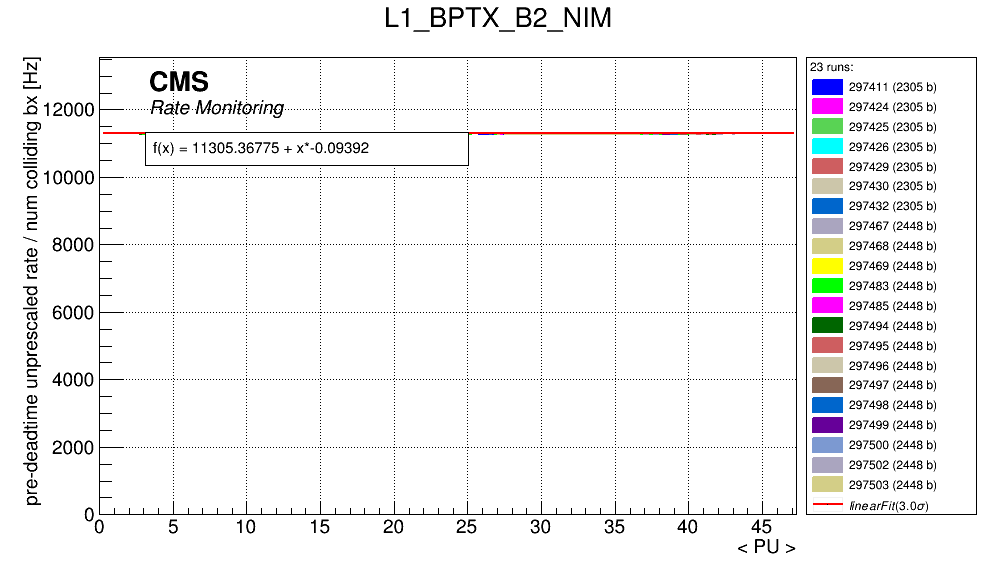 L1_BPTX_B2_NIM
pre-deadtime unprescaled rate / num colliding bx [Hz]
CMS
Rate Monitoring
f(x) = 11305.36775 + x*-0.09392
12000
10000
8000
6000
4000
2000
0
0 5 10 15 20 25 30 35 40 45
< PU >
23 runs:
297411 (2305 b)
297424 (2305 b)
297425 (2305 b)
297426 (2305 b)
297429 (2305 b)
297430 (2305 b)
297432 (2305 b)
297467 (2448 b)
297468 (2448 b)
297469 (2448 b)
297483 (2448 b)
297485 (2448 b)
297494 (2448 b)
297495 (2448 b)
297496 (2448 b)
297497 (2448 b)
297498 (2448 b)
297499 (2448 b)
297500 (2448 b)
297502 (2448 b)
297503 (2448 b)
linearFit(3.0σ)